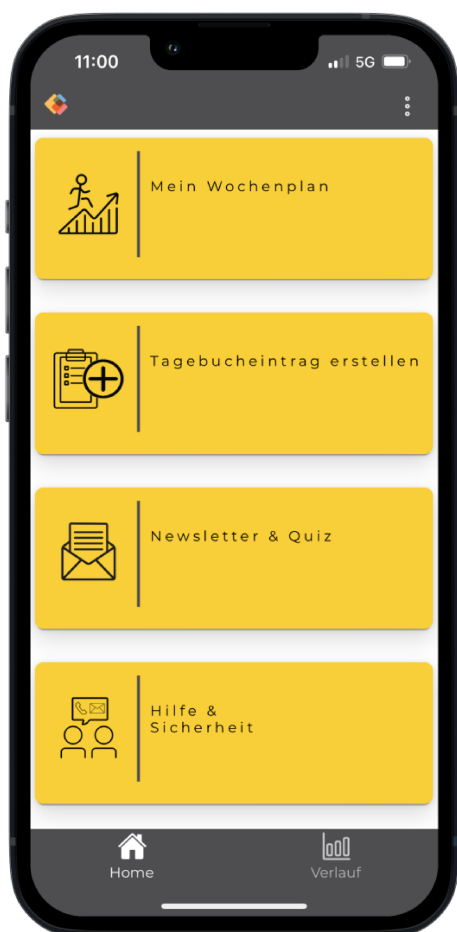 11:00
5G
Mein Wochenplan
Tagebucheintrag erstellen
Newsletter & Quiz
Hilfe &
Sicherheit
Home
Verlauf